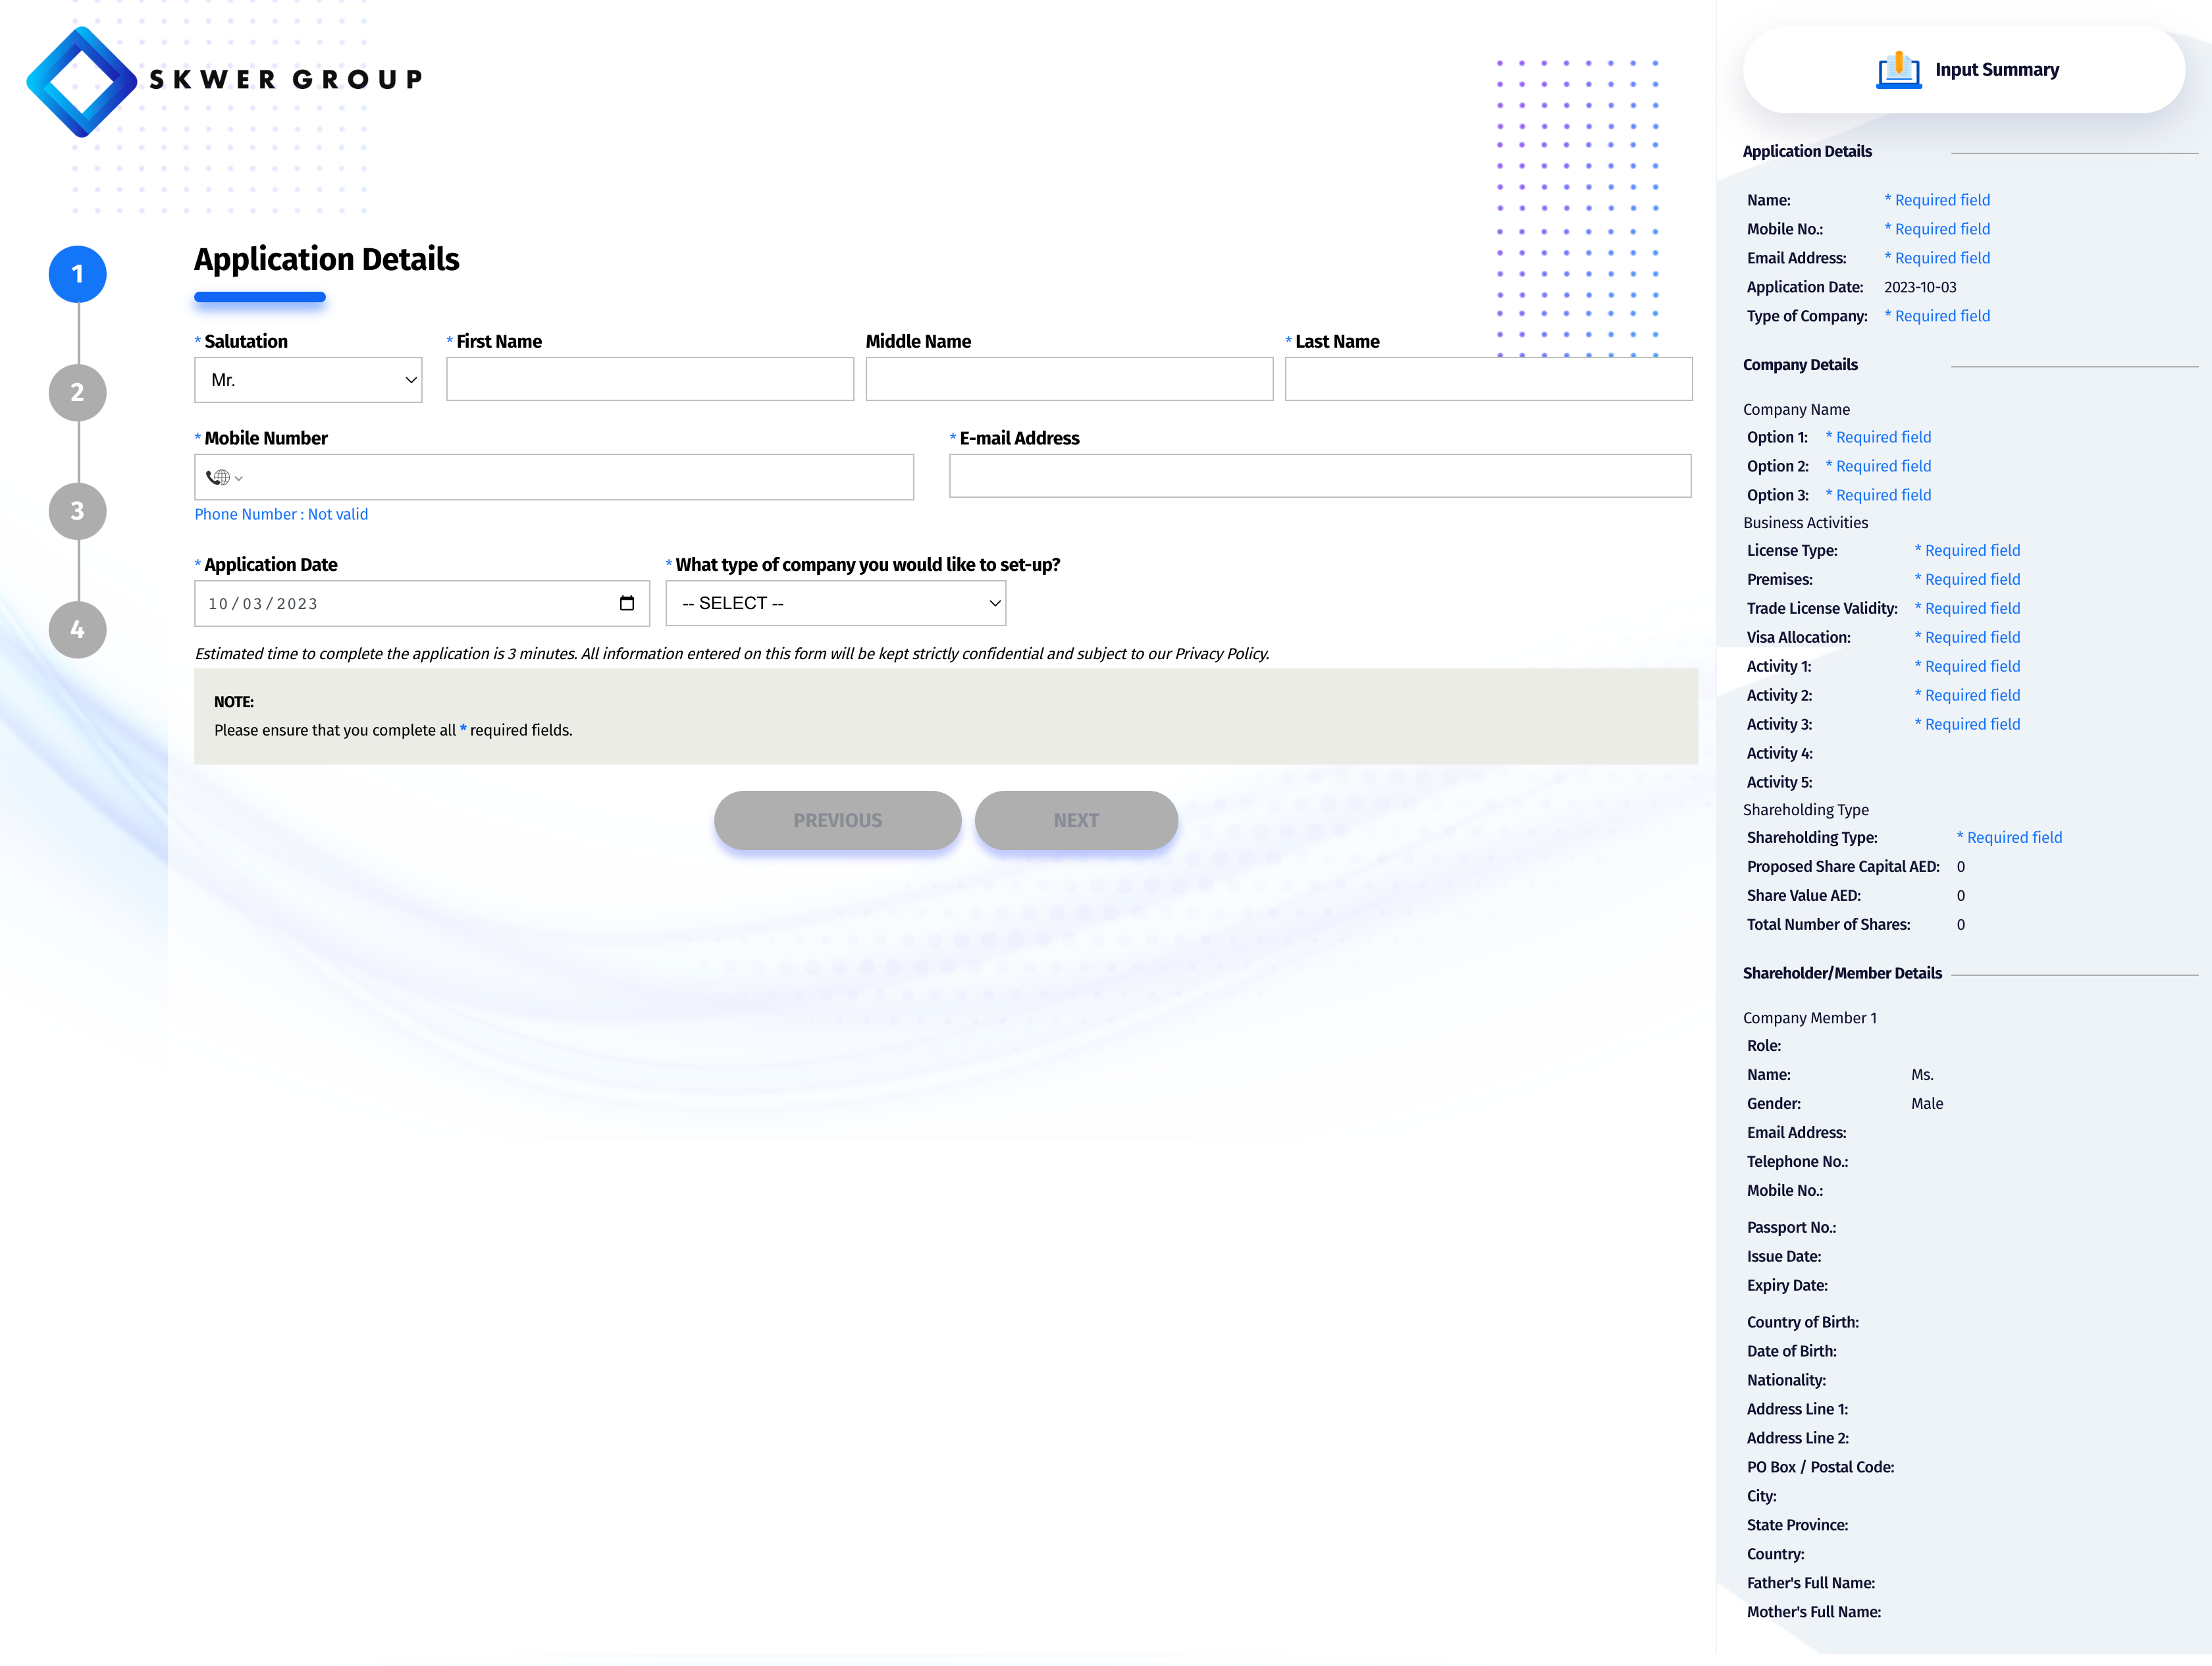 SKWER GROUP
1
2
3
4
Application Details
* Salutation
* First Name
Middle Name
* Last Name
Mr.
* Mobile Number
* E-mail Address
Phone Number : Not valid
* Application Date
* What type of company you would like to set-up?
10/03/2023
-- SELECT --
Estimated time to complete the application is 3 minutes. All information entered on this form will be kept strictly confidential and subject to our Privacy Policy.
NOTE:
Please ensure that you complete all * required fields.
PREVIOUS
NEXT
Input Summary
Application Details
Name: * Required field
Mobile No.: * Required field
Email Address: * Required field
Application Date: 2023-10-03
Type of Company: * Required field
Company Details
Company Name
Option 1: * Required field
Option 2: * Required field
Option 3: * Required field
Business Activities
License Type: * Required field
Premises: * Required field
Trade License Validity: * Required field
Visa Allocation: * Required field
Activity 1: * Required field
Activity 2: * Required field
Activity 3: * Required field
Activity 4:
Activity 5:
Shareholding Type
Shareholding Type: * Required field
Proposed Share Capital AED: 0
Share Value AED: 0
Total Number of Shares: 0
Shareholder/Member Details
Company Member 1
Role:
Name: Ms.
Gender: Male
Email Address:
Telephone No.:
Mobile No.:
Passport No.:
Issue Date:
Expiry Date:
Country of Birth:
Date of Birth:
Nationality:
Address Line 1:
Address Line 2:
PO Box / Postal Code:
City:
State Province:
Country:
Father's Full Name:
Mother's Full Name: